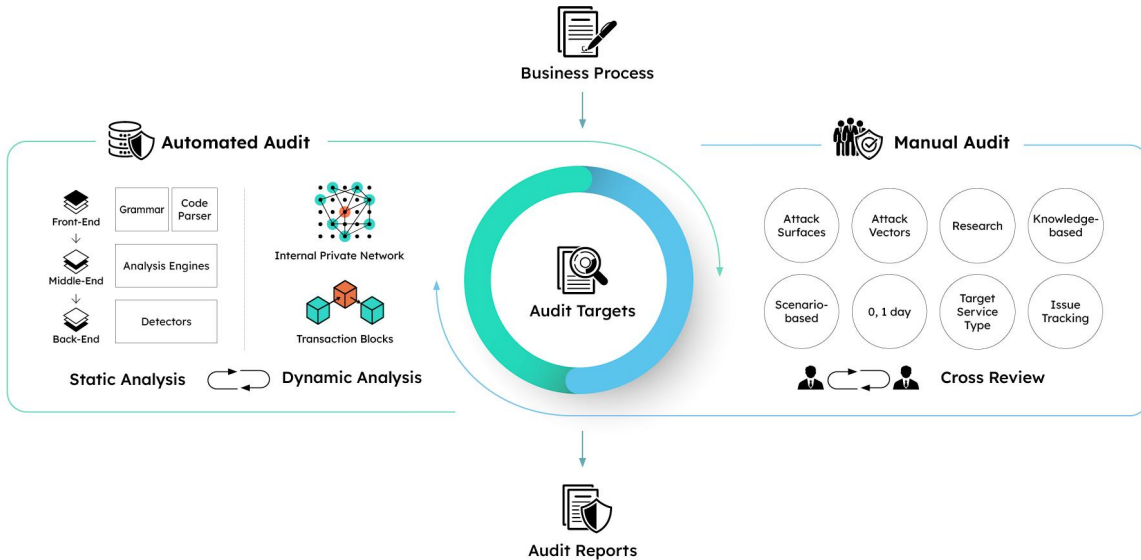 Business Process
Automated Audit
Front-End
Grammar
Code
Parser
Middle-End
Analysis Engines
Back-End
Detectors
Internal Private Network
Transaction Blocks
Static Analysis
Dynamic Analysis
Audit Targets
Manual Audit
Attack
Surfaces
Attack
Vectors
Research
Knowledge-
based
Scenario-
based
0, 1 day
Target
Service
Type
Issue
Tracking
Cross Review
Audit Reports